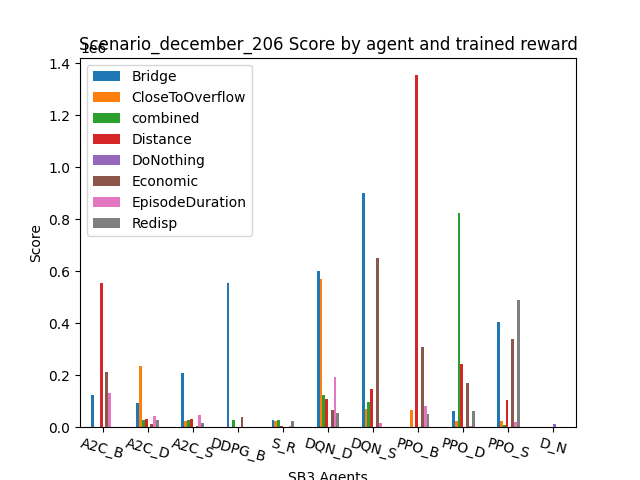 Scenario_december_206 Score by agent and trained reward
1e6
1.4
1.2
1.0
0.8
0.6
0.4
0.2
0.0
Score
Bridge
CloseToOverflow
combined
Distance
DoNothing
Economic
EpisodeDuration
Redisp
A2C_B
A2C_D
A2C_S
DDPG_B
S_R
DQN_D
DQN_S
PPO_B
PPO_D
PPO_S
D_N
SB3 Agents